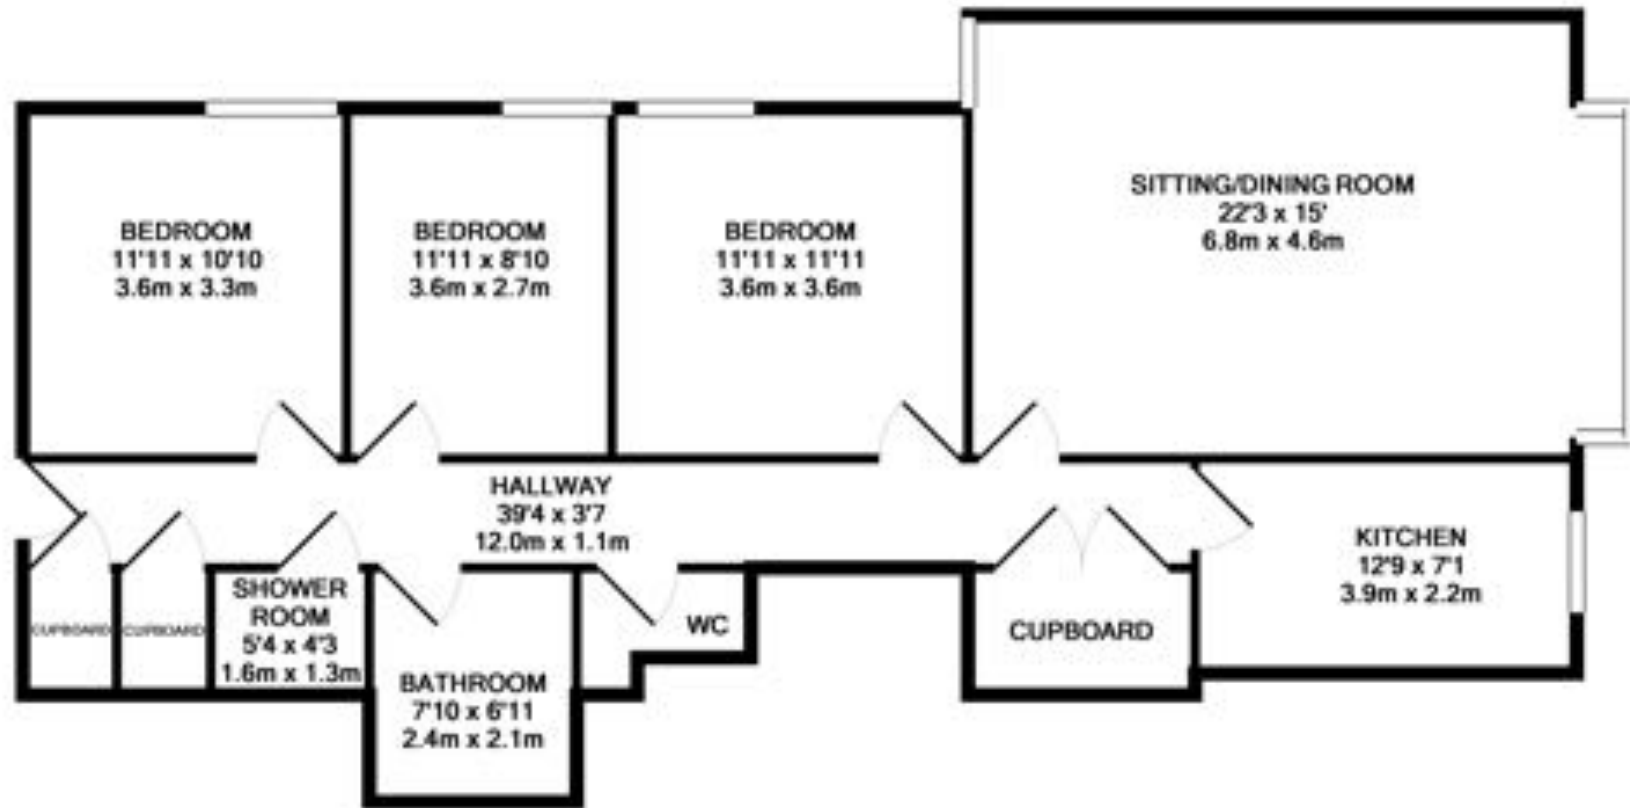 BEDROOM
11'11 x 10'10
3.6m x 3.3m
BEDROOM
11'11 x 8'10
3.6m x 2.7m
BEDROOM
11'11 x 11'11
3.6m x 3.6m
SITTING/DINING ROOM
22'3 x 15'
6.8m x 4.6m
HALLWAY
39'4 x 3'7
12.0m x 1.1m
KITCHEN
12'9 x 7'1
3.9m x 2.2m
CUPBOARD
CUPBOARD
SHOWER
ROOM
5'4 x 4'3
1.6m x 1.3m
BATHROOM
7'10 x 6'11
2.4m x 2.1m
WC
CUPBOARD